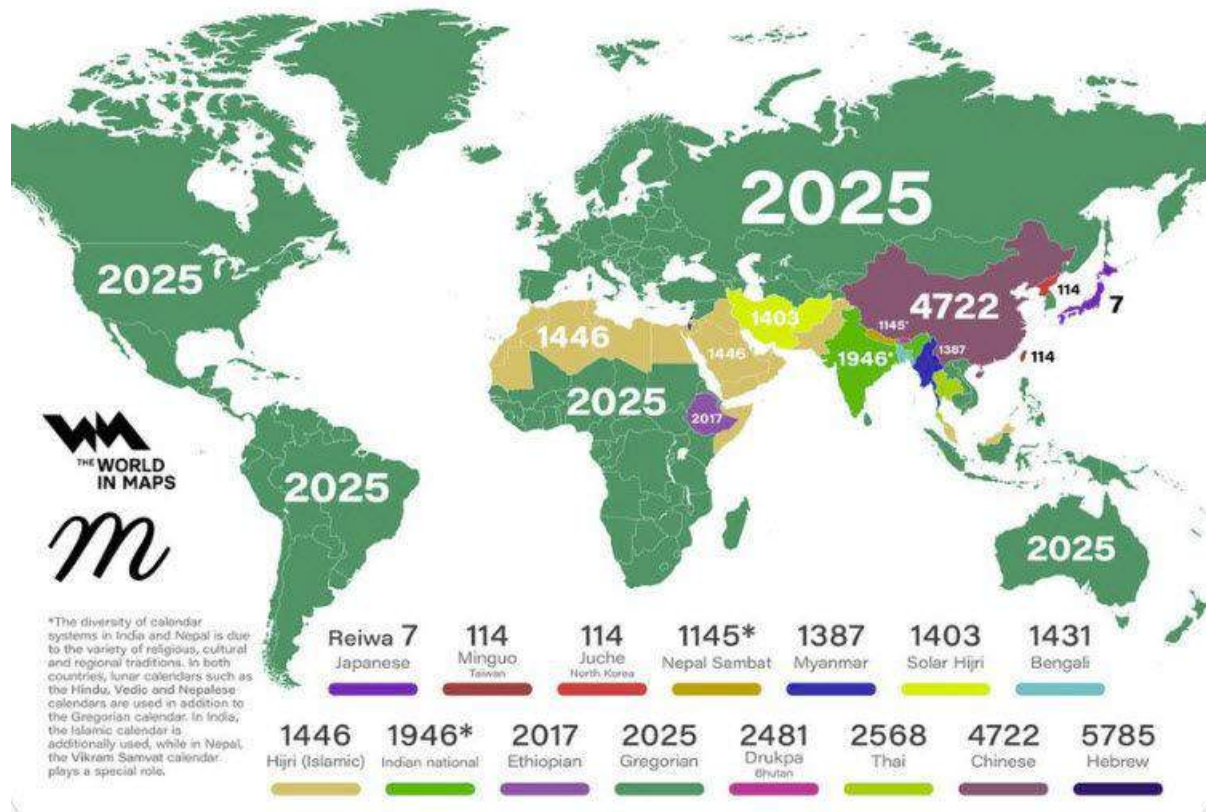 2025
2025
4722
114
7
1403
1446
1446
1145*
1387
1946*
114
2025
2017
2025
2025
THE WORLD
IN MAPS
m
*The diversity of calendar
systems in India and Nepal is due
to the variety of religious, cultural
and regional traditions. In both
countries, lunar calendars such as
the Hindu, Vedic and Nepalese
calendars are used in addition to
the Gregorian calendar. In India,
the Islamic calendar is
additionally used, while in Nepal,
the Vikram Samvat calendar
plays a special role.
Reiwa 7
Japanese
114
Minguo
Taiwan
114
Juche
North Korea
1145*
Nepal Sambat
1387
Myanmar
1403
Solar Hijri
1431
Bengali
1446
Hijri (Islamic)
1946*
Indian national
2017
Ethiopian
2025
Gregorian
2481
Drukpa
Bhutan
2568
Thai
4722
Chinese
5785
Hebrew